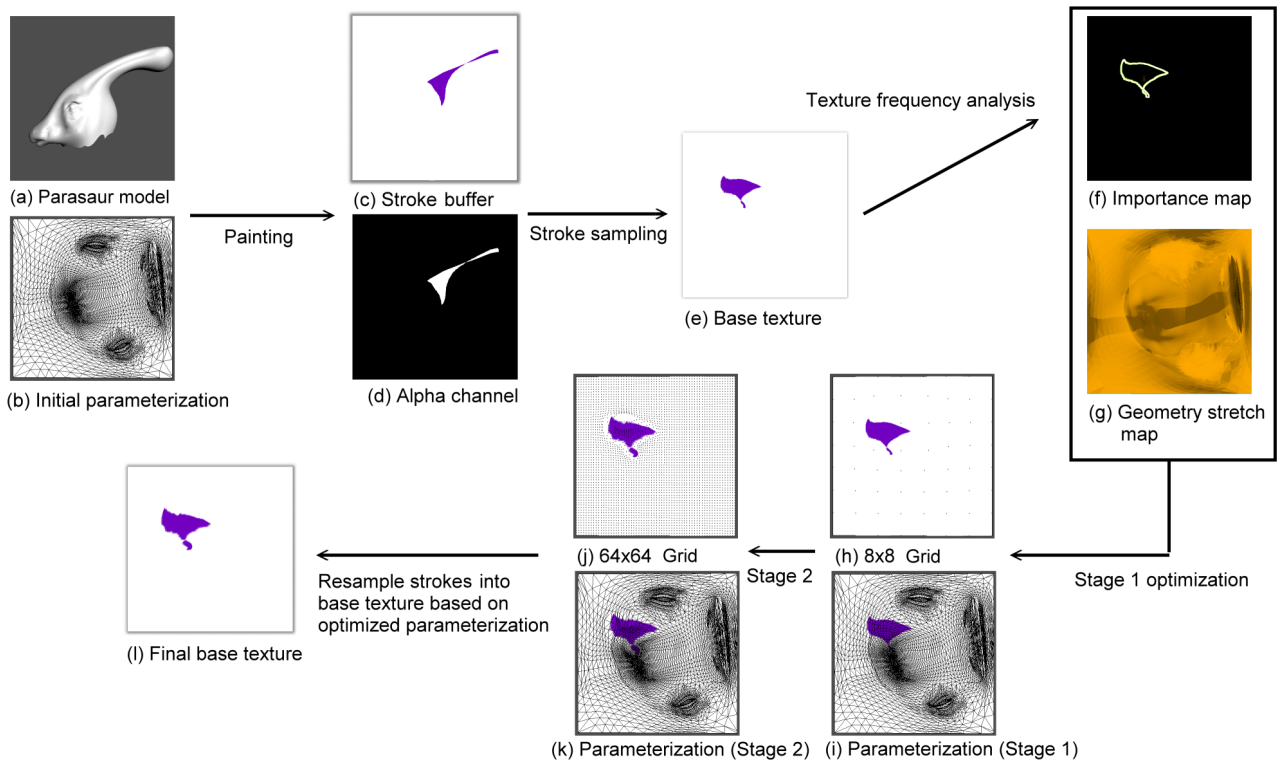 (a) Parasaur model
(b) Initial parameterization
Painting
(c) Stroke buffer
(d) Alpha channel
Stroke sampling
(e) Base texture
Texture frequency analysis
(f) Importance map
(g) Geometry stretch
map
Stage 1 optimization
(h) 8x8 Grid
(i) Parameterization (Stage 1)
Stage 2
(j) 64x64 Grid
(k) Parameterization (Stage 2)
Resample strokes into
base texture based on
optimized parameterization
(l) Final base texture